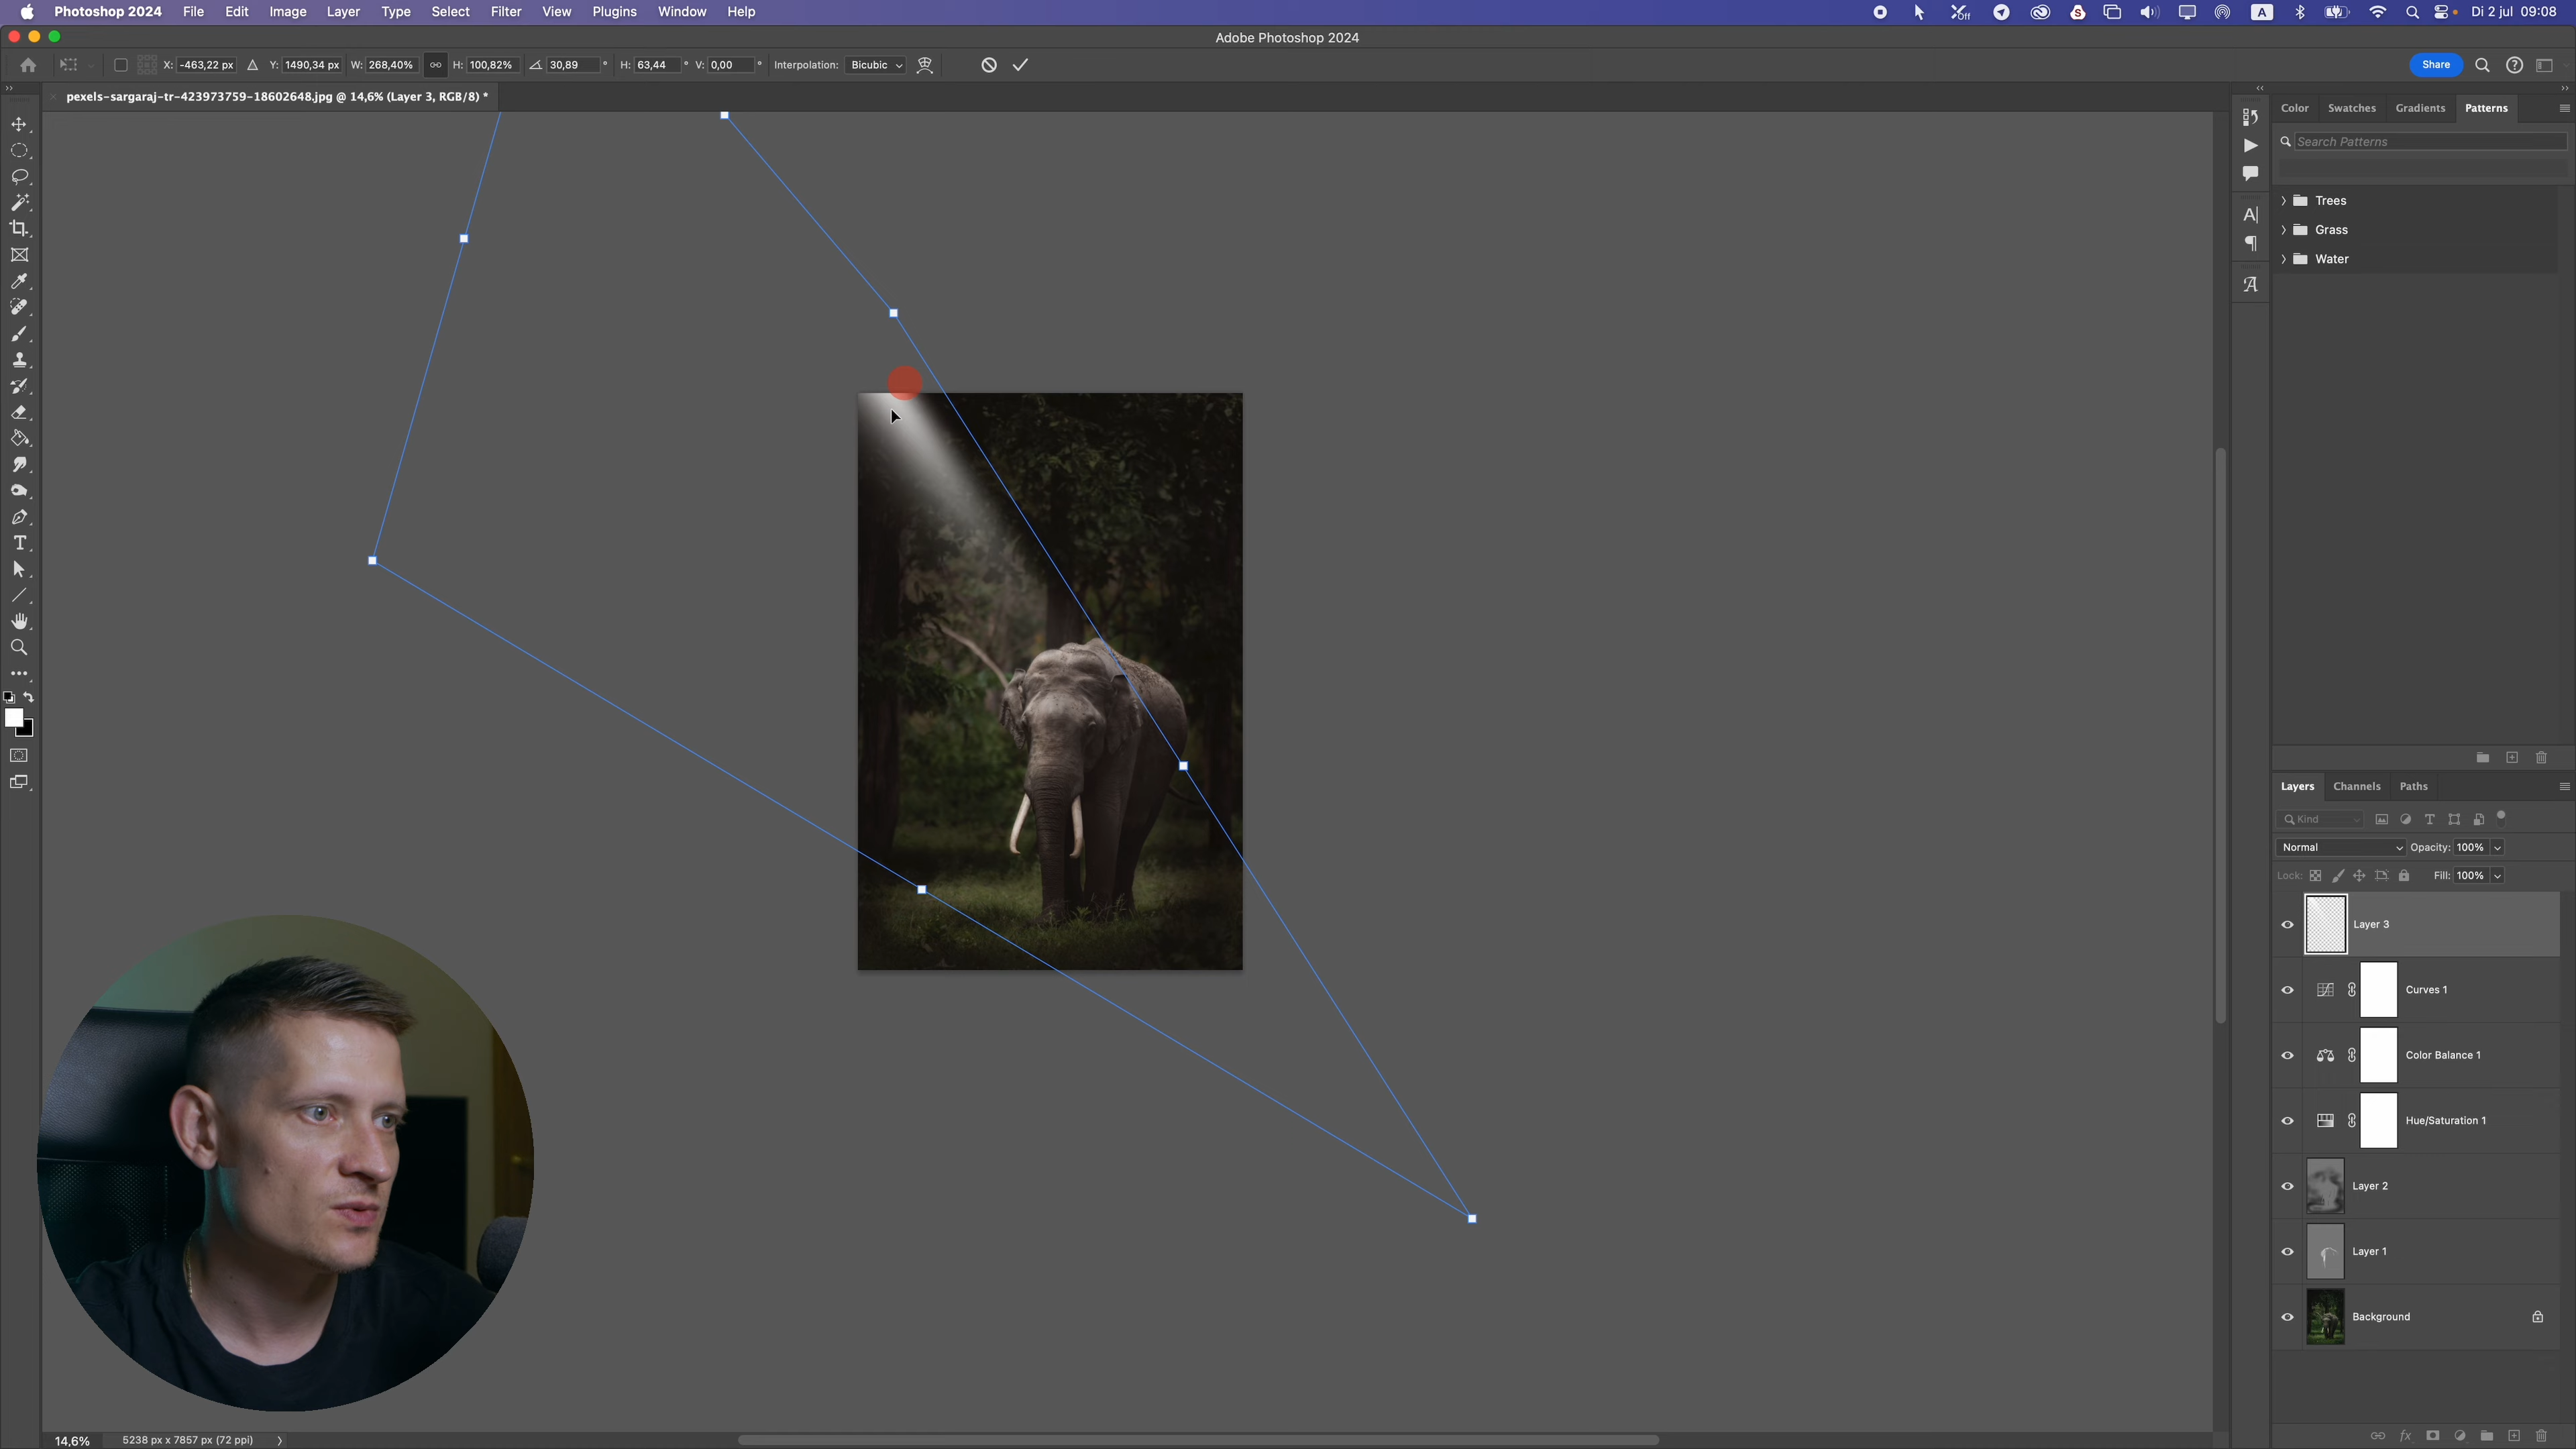 Photoshop 2024 File Edit Image Layer Type Select Filter View Plugins Window Help
Off A Di 2 jul 09:08
Adobe Photoshop 2024
X: -463,22 px Y: 1490,34 px W: 268,40% H: 100,82% 30,89 ° H: 63,44 ° V: 0,00 ° Interpolation: Bicubic Share
pexels-sargaraj-tr-423973759-18602648.jpg @ 14,6% (Layer 3, RGB/8) *
Color Swatches Gradients Patterns
Search Patterns
Trees
Grass
Water
Layers Channels Paths
Kind
Normal Opacity: 100%
Lock: Fill: 100%
Layer 3
Curves 1
Color Balance 1
Hue/Saturation 1
Layer 2
Layer 1
Background
14,6% 5238 px x 7857 px (72 ppi)